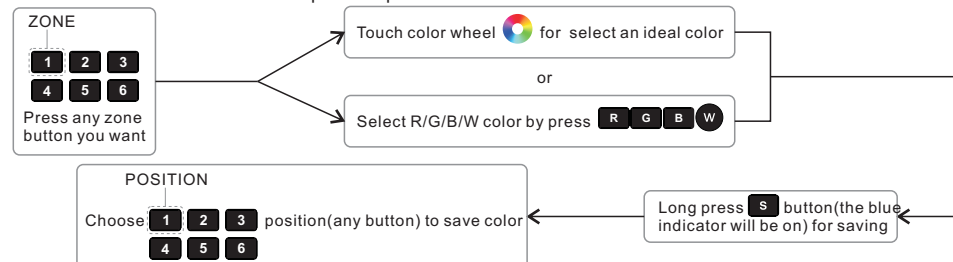 ZONE
1 2 3
4 5 6
Press any zone
button you want
Touch color wheel for select an ideal color
or
Select R/G/B/W color by press R G B W
POSITION
Choose 1 2 3 position(any button) to save color
4 5 6
Long press S button(the blue
indicator will be on) for saving